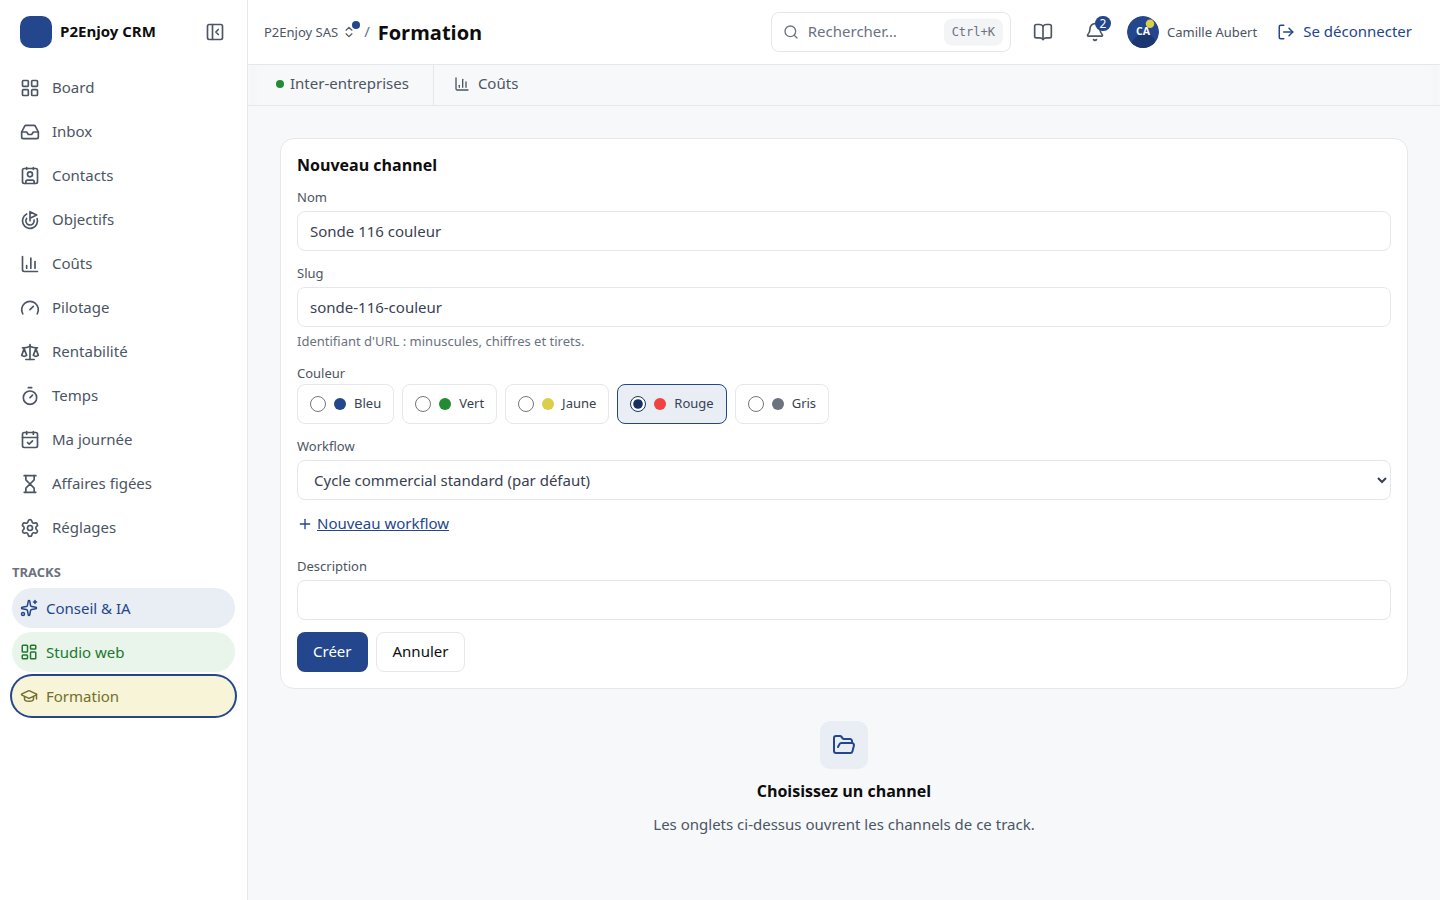 P2Enjoy CRM
Board
Inbox
Contacts
Objectifs
Coûts
Pilotage
Rentabilité
Temps
Ma journée
Affaires figées
Réglages
TRACKS
Conseil & IA
Studio web
Formation
P2Enjoy SAS / Formation
Rechercher... Ctrl+K
2
CA Camille Aubert
Se déconnecter
Inter-entreprises
Coûts
Nouveau channel
Nom
Sonde 116 couleur
Slug
sonde-116-couleur
Identifiant d'URL : minuscules, chiffres et tirets.
Couleur
Bleu Vert Jaune Rouge Gris
Workflow
Cycle commercial standard (par défaut)
+ Nouveau workflow
Description
Créer Annuler
Choisissez un channel
Les onglets ci-dessus ouvrent les channels de ce track.